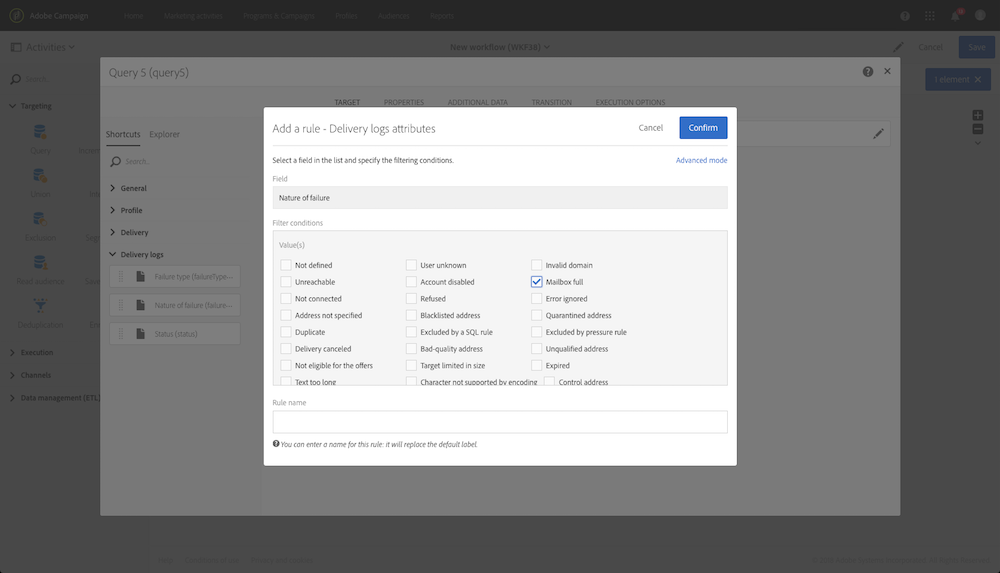 Adobe Campaign
Home
Marketing activities
Programs & Campaigns
Profiles
Audiences
Reports
Activities
New workflow (WKF38)
Cancel
Save
Query 5 (query5)
1 element
Search...
Targeting
TARGET
PROPERTIES
ADDITIONAL DATA
TRANSITION
EXECUTION OPTIONS
Add a rule - Delivery logs attributes
Cancel
Confirm
Shortcuts
Explorer
Search...
Select a field in the list and specify the filtering conditions.
Advanced mode
Query
Field
General
Nature of failure
Union
Profile
Filter conditions
Delivery
Exclusion
Value(s)
Delivery logs
Not defined
User unknown
Invalid domain
Read audience
Failure type (failureType...
Unreachable
Account disabled
Mailbox full
Not connected
Refused
Error ignored
Nature of failure (failure...
Address not specified
Blacklisted address
Quarantined address
Deduplication
Duplicate
Excluded by a SQL rule
Excluded by pressure rule
Status (status)
Delivery canceled
Bad-quality address
Unqualified address
Execution
Not eligible for the offers
Target limited in size
Expired
Channels
Text too long
Character not supported by encoding
Control address
Data management (ETL)
Rule name
You can enter a name for this rule: it will replace the default label.